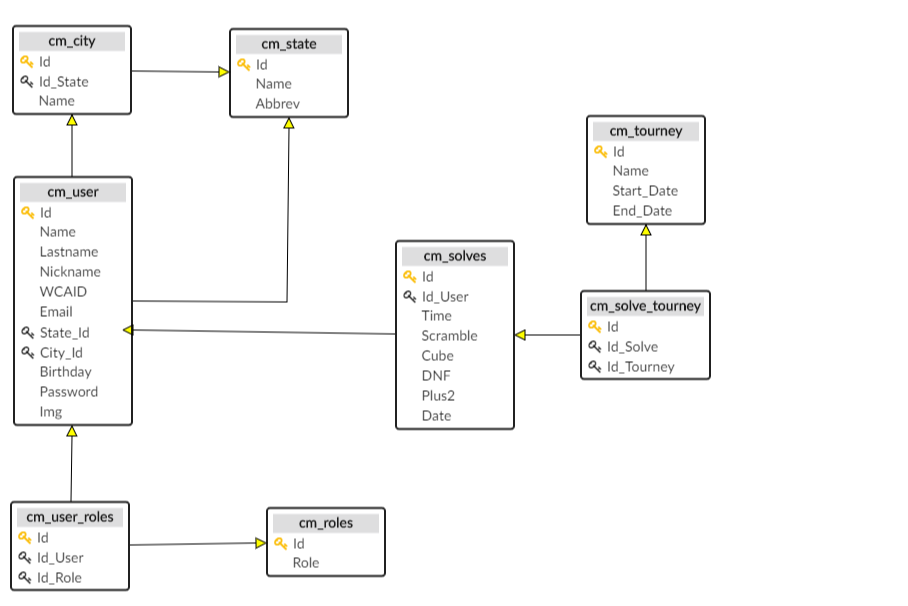 cm_city
Id
Id_State
Name
cm_state
Id
Name
Abbrev
cm_tourney
Id
Name
Start_Date
End_Date
cm_user
Id
Name
Lastname
Nickname
WCAID
Email
State_Id
City_Id
Birthday
Password
Img
cm_solves
Id
Id_User
Time
Scramble
Cube
DNF
Plus2
Date
cm_solve_tourney
Id
Id_Solve
Id_Tourney
cm_user_roles
Id
Id_User
Id_Role
cm_roles
Id
Role